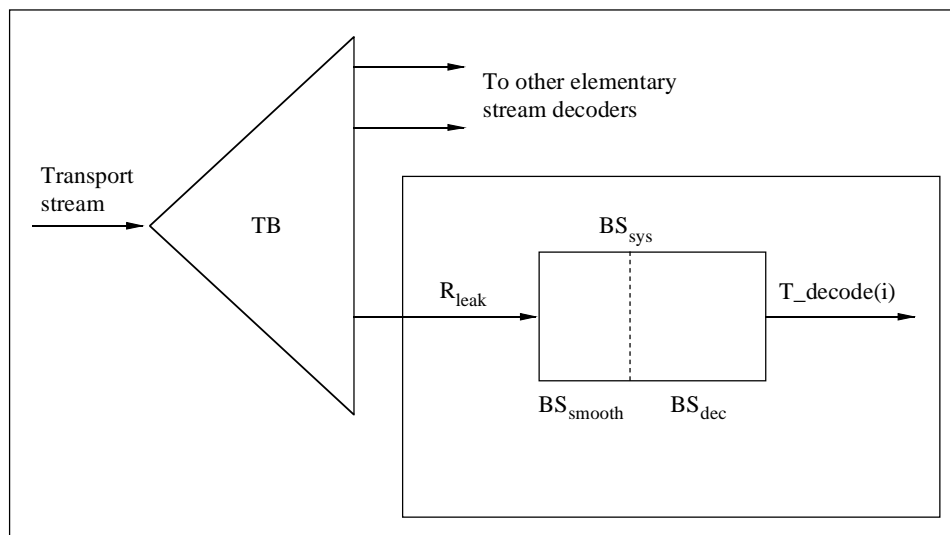 To other elementary
stream decoders
Transport
stream
TB
BS_sys
R_leak
T_decode(i)
BS_smooth
BS_dec